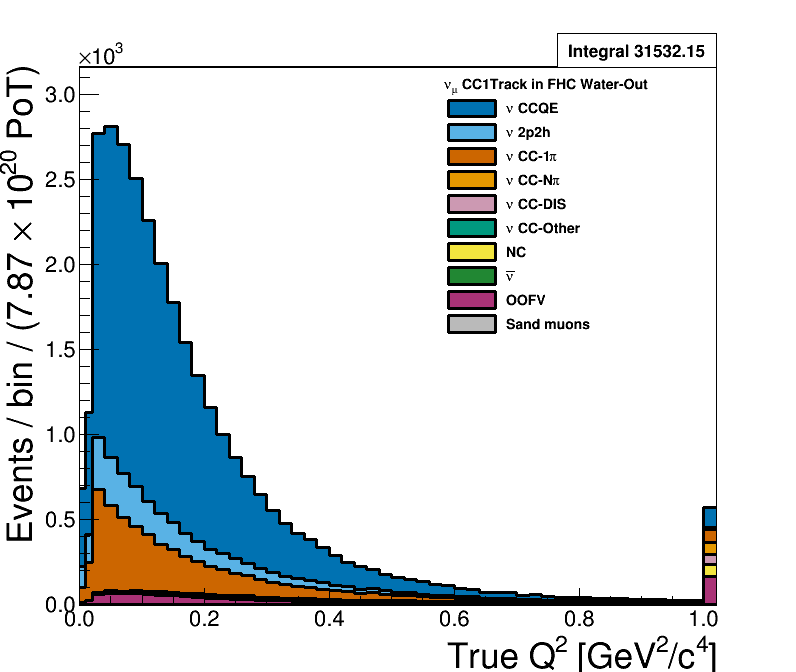 Integral 31532.15
×10³
ν_μ CC1Track in FHC Water-Out
ν CCQE
ν 2p2h
ν CC-1π
ν CC-Nπ
ν CC-DIS
ν CC-Other
NC
ν̅
OOFV
Sand muons
Events / bin / (7.87 × 10²⁰ PoT)
3.0
2.5
2.0
1.5
1.0
0.5
0.0
0.0 0.2 0.4 0.6 0.8 1.0
True Q² [GeV²/c⁴]